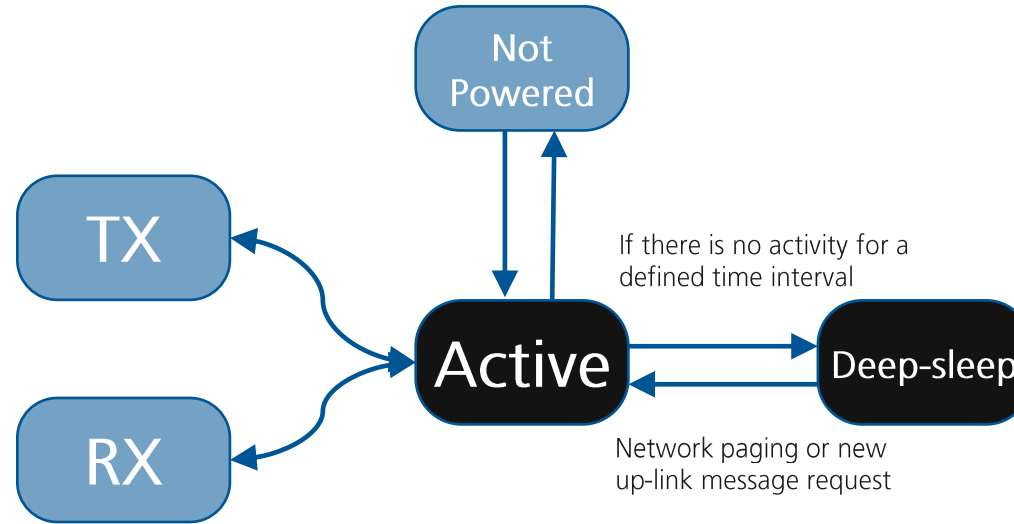 Not
Powered
TX
If there is no activity for a
defined time interval
Active
Deep-sleep
Network paging or new
up-link message request
RX